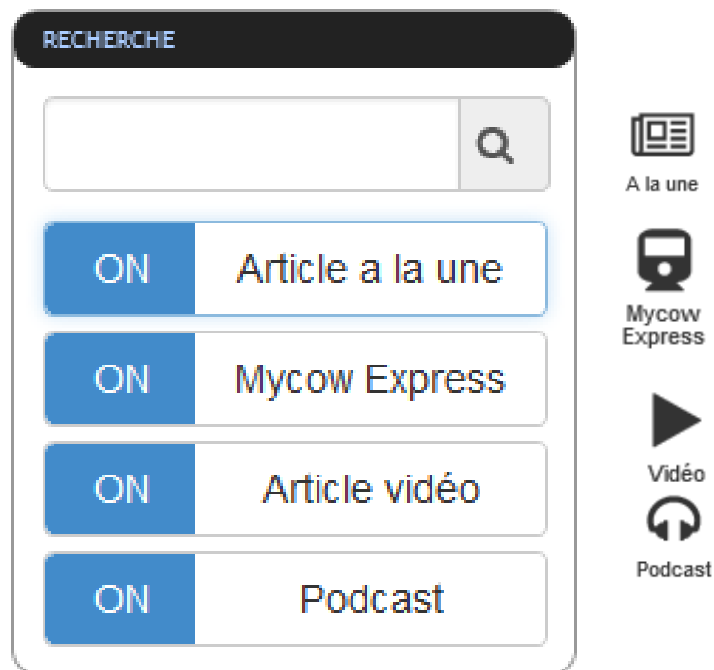 RECHERCHE
ON Article a la une
ON Mycow Express
ON Article vidéo
ON Podcast
A la une
Mycow
Express
Vidéo
Podcast